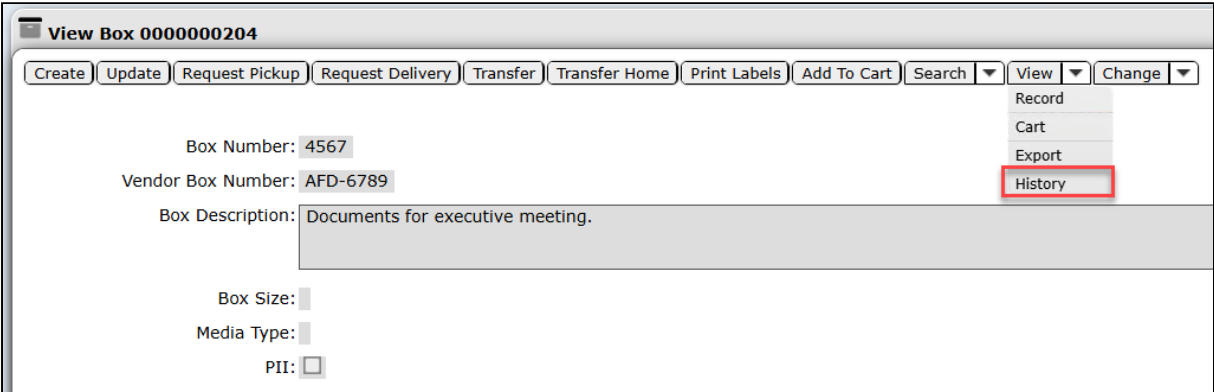 View Box 0000000204
Create Update Request Pickup Request Delivery Transfer Transfer Home Print Labels Add To Cart Search View Change
Record
Cart
Export
History
Box Number: 4567
Vendor Box Number: AFD-6789
Box Description: Documents for executive meeting.
Box Size:
Media Type:
PII: